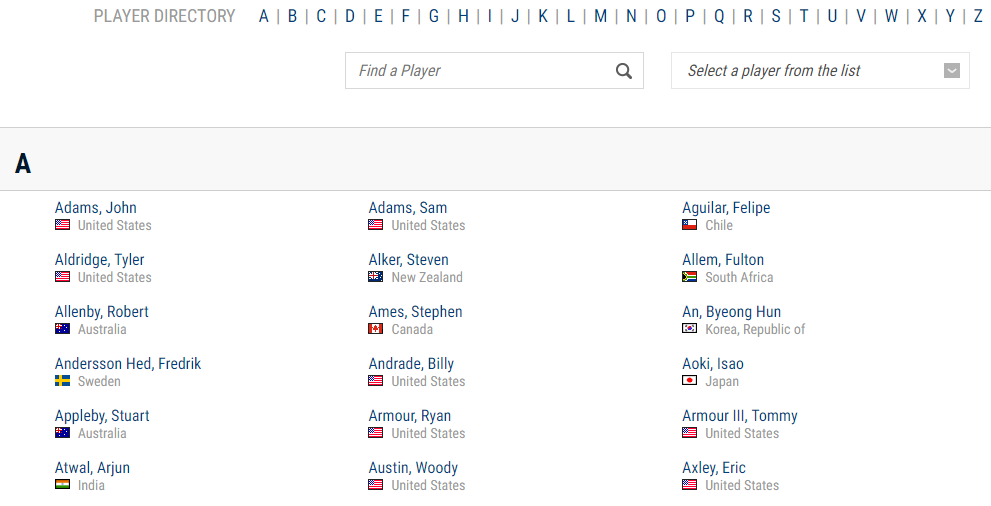 PLAYER DIRECTORY A | B | C | D | E | F | G | H | I | J | K | L | M | N | O | P | Q | R | S | T | U | V | W | X | Y | Z
Find a Player Select a player from the list
A
Adams, John Adams, Sam Aguilar, Felipe
United States United States Chile
Aldridge, Tyler Alker, Steven Allem, Fulton
United States New Zealand South Africa
Allenby, Robert Ames, Stephen An, Byeong Hun
Australia Canada Korea, Republic of
Andersson Hed, Fredrik Andrade, Billy Aoki, Isao
Sweden United States Japan
Appleby, Stuart Armour, Ryan Armour III, Tommy
Australia United States United States
Atwal, Arjun Austin, Woody Axley, Eric
India United States United States